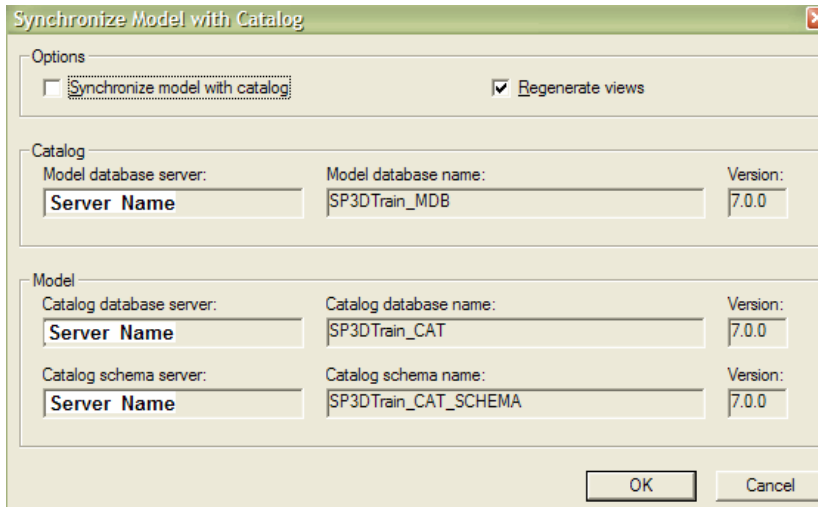 Synchronize Model with Catalog
Options
Synchronize model with catalog
Regenerate views
Catalog
Model database server: Model database name: Version:
Server Name SP3DTrain_MDB 7.0.0
Model
Catalog database server: Catalog database name: Version:
Server Name SP3DTrain_CAT 7.0.0
Catalog schema server: Catalog schema name: Version:
Server Name SP3DTrain_CAT_SCHEMA 7.0.0
OK Cancel